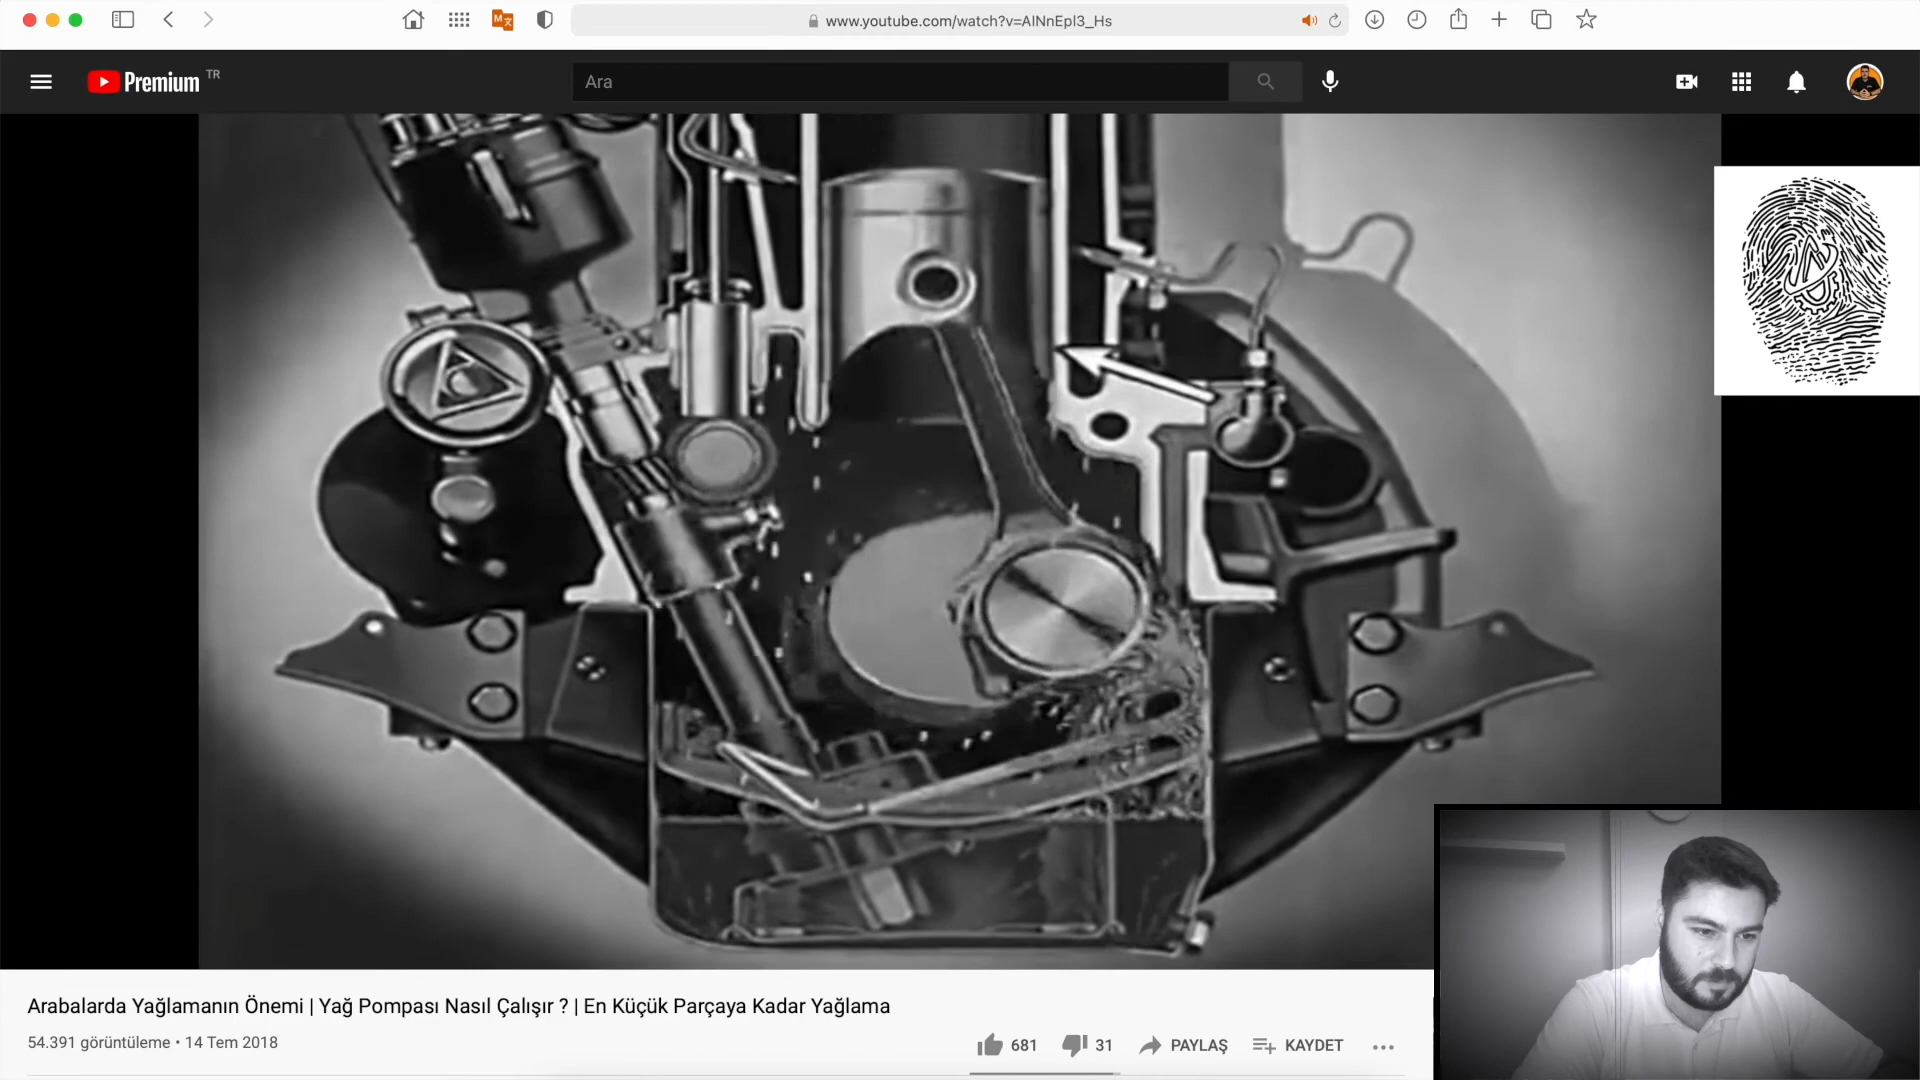 www.youtube.com/watch?v=AlNnEpl3_Hs
Premium TR
Ara
Arabalarda Yağlamanın Önemi | Yağ Pompası Nasıl Çalışır ? | En Küçük Parçaya Kadar Yağlama
54.391 görüntüleme • 14 Tem 2018
681
31
PAYLAŞ
KAYDET